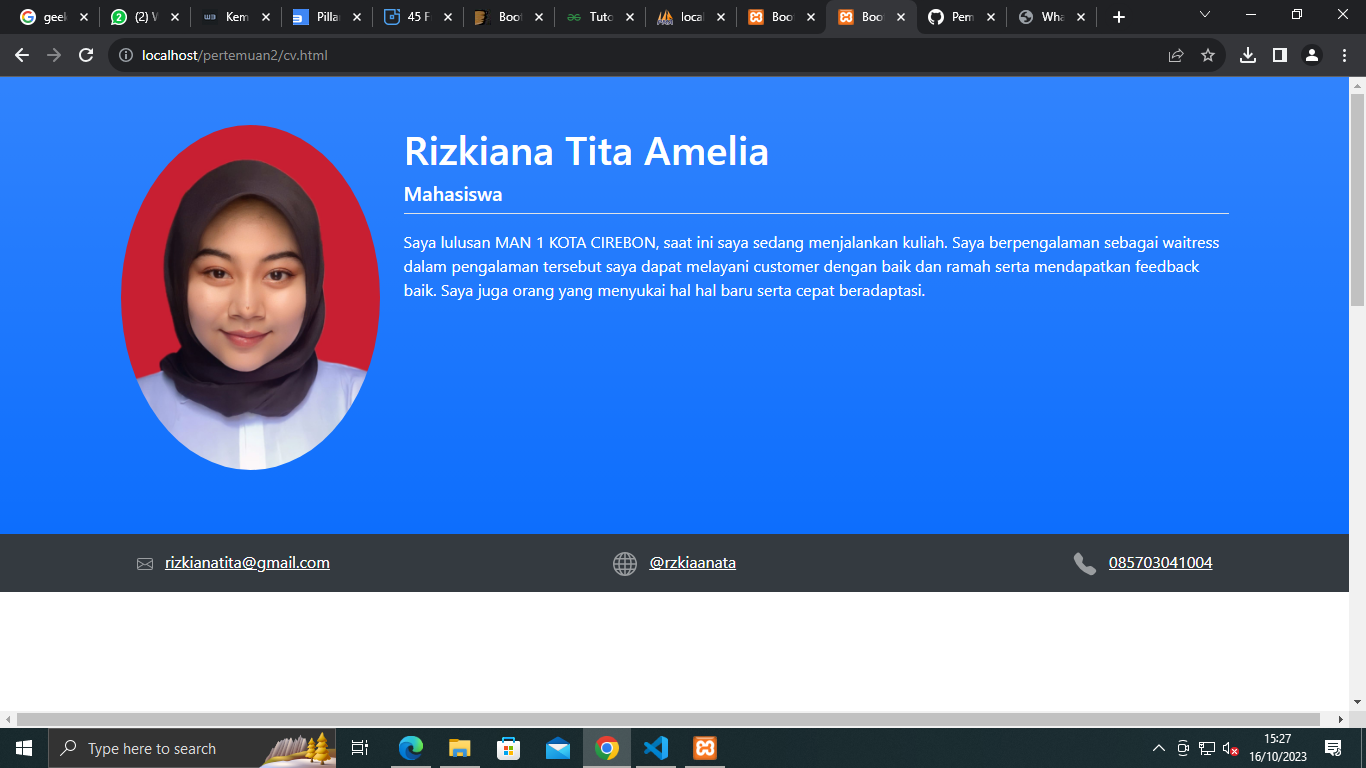 geek
(2) W
Kem
Pillar
45 F
Boot
Tuto
local
Boo
Boo
Pem
Wha
localhost/pertemuan2/cv.html
Rizkiana Tita Amelia
Mahasiswa
Saya lulusan MAN 1 KOTA CIREBON, saat ini saya sedang menjalankan kuliah. Saya berpengalaman sebagai waitress
dalam pengalaman tersebut saya dapat melayani customer dengan baik dan ramah serta mendapatkan feedback
baik. Saya juga orang yang menyukai hal hal baru serta cepat beradaptasi.
rizkianatita@gmail.com
@rzkiaanata
085703041004
Type here to search
15:27
16/10/2023